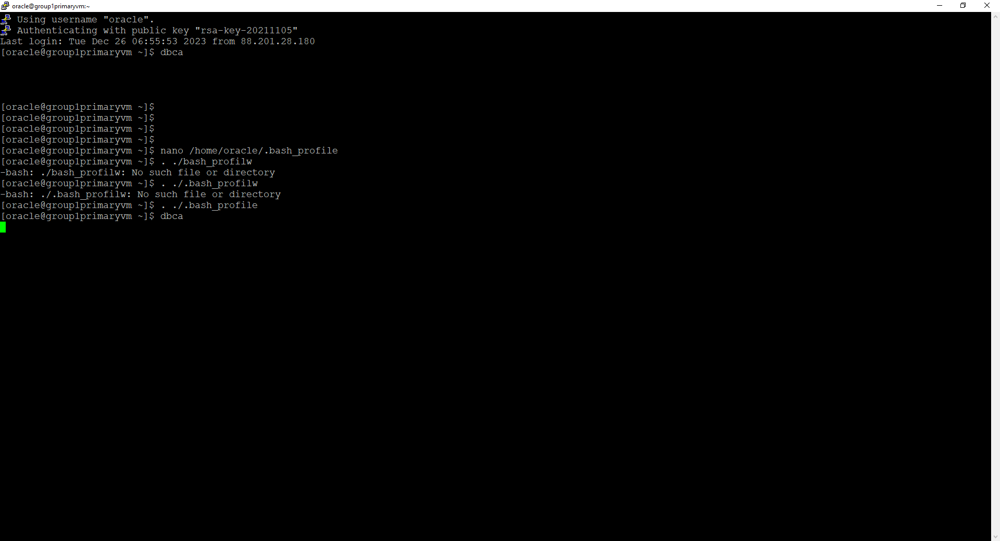 oracle@group1primaryvm:~
Using username "oracle".
Authenticating with public key "rsa-key-20211105"
Last login: Tue Dec 26 06:55:53 2023 from 88.201.28.180
[oracle@group1primaryvm ~]$ dbca
[oracle@group1primaryvm ~]$
[oracle@group1primaryvm ~]$
[oracle@group1primaryvm ~]$
[oracle@group1primaryvm ~]$
[oracle@group1primaryvm ~]$ nano /home/oracle/.bash_profile
[oracle@group1primaryvm ~]$ . ./bash_profilw
-bash: ./bash_profilw: No such file or directory
[oracle@group1primaryvm ~]$ . ./.bash_profilw
-bash: ./.bash_profilw: No such file or directory
[oracle@group1primaryvm ~]$ . ./.bash_profile
[oracle@group1primaryvm ~]$ dbca